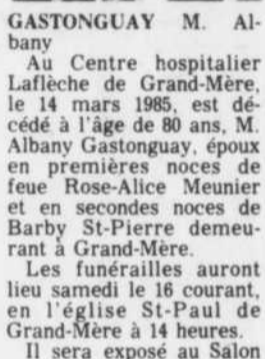 GASTONGUAY M. Al-
bany
Au Centre hospitalier
Laflèche de Grand-Mère,
le 14 mars 1985, est dé-
cédé à l'âge de 80 ans, M.
Albany Gastonguay, époux
en premières noces de
feue Rose-Alice Meunier
et en secondes noces de
Barby St-Pierre demeu-
rant à Grand-Mère.
Les funérailles auront
lieu samedi le 16 courant,
en l'église St-Paul de
Grand-Mère à 14 heures.
Il sera exposé au Salon